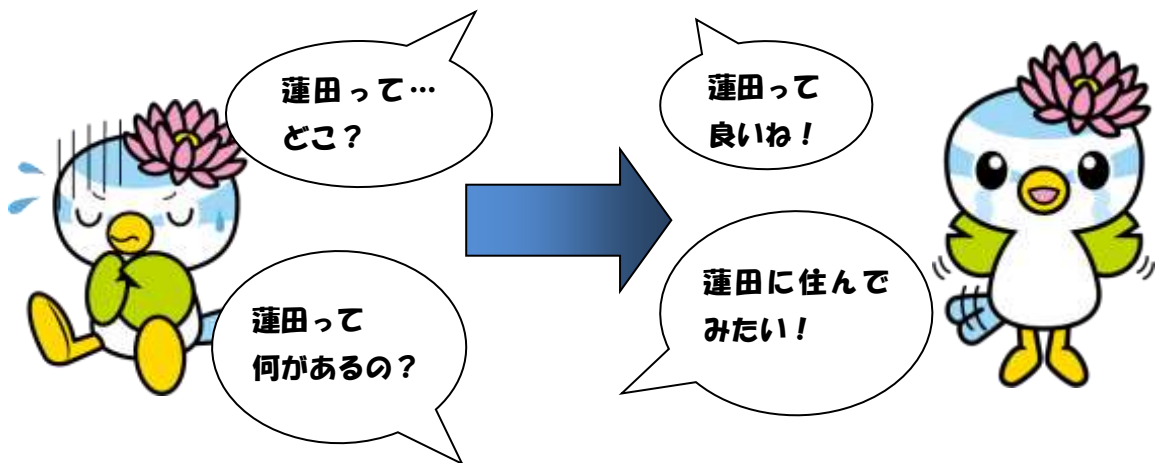 蓮田って…
どこ？
蓮田って
何があるの？
蓮田って
良いね！
蓮田に住んで
みたい！